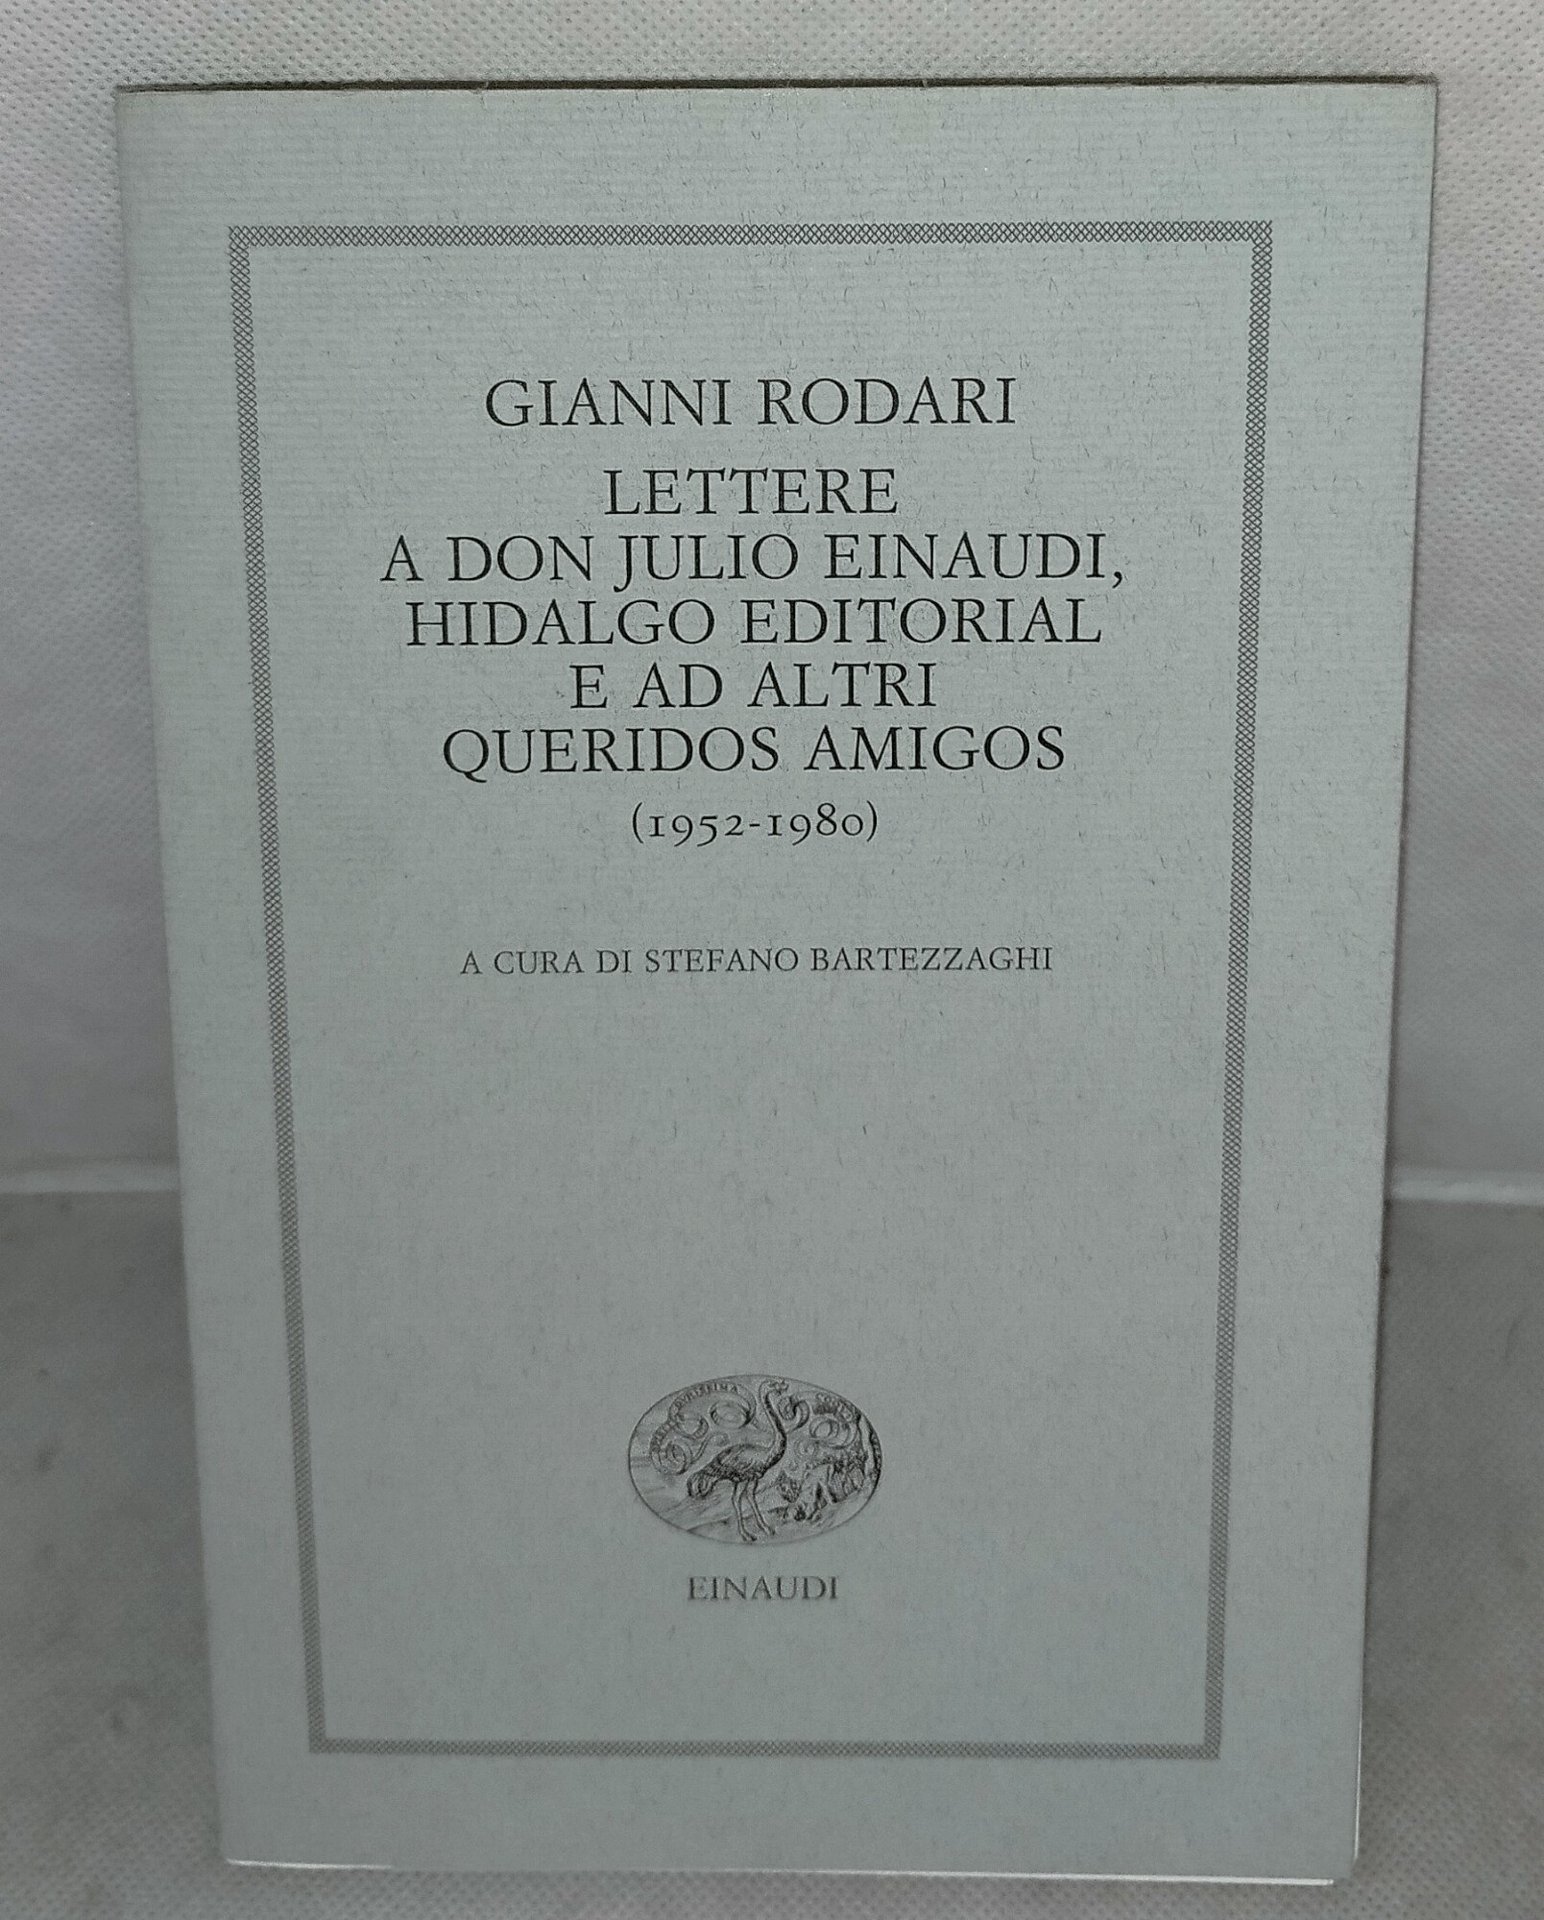 GIANNI RODARI
LETTERE
A DON JULIO EINAUDI,
HIDALGO EDITORIAL
E AD ALTRI
QUERIDOS AMIGOS
(1952-1980)
A CURA DI STEFANO BARTEZZAGHI
EINAUDI